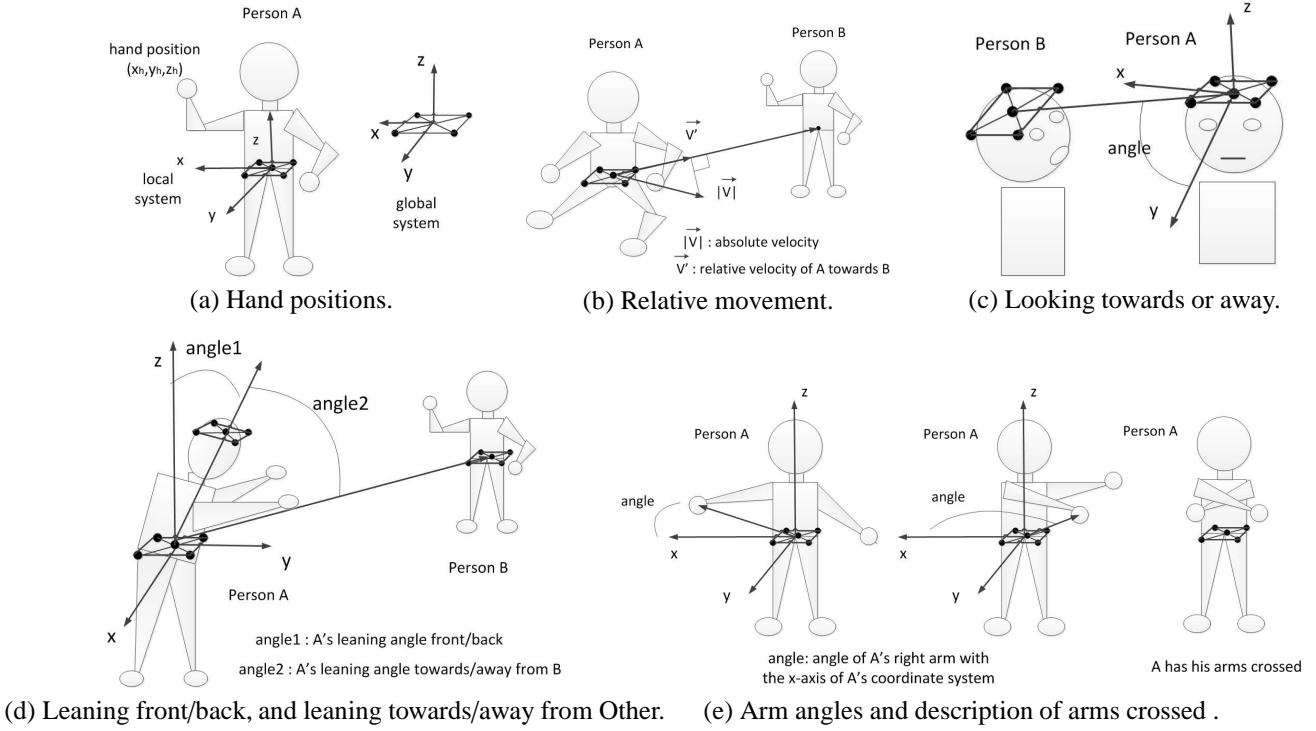 Person A
hand position
(xh,yh,zh)
z
x
local
system
y
z
x
y
global
system
(a) Hand positions.
Person A
Person B
V'
|V|
|V| : absolute velocity
V' : relative velocity of A towards B
(b) Relative movement.
Person B
Person A
z
x
angle
y
(c) Looking towards or away.
z
angle1
angle2
y
x
Person A
Person B
angle1 : A's leaning angle front/back
angle2 : A's leaning angle towards/away from B
(d) Leaning front/back, and leaning towards/away from Other.
Person A
z
angle
x
y
Person A
z
angle
x
y
Person A
angle: angle of A's right arm with
the x-axis of A's coordinate system
A has his arms crossed
(e) Arm angles and description of arms crossed .